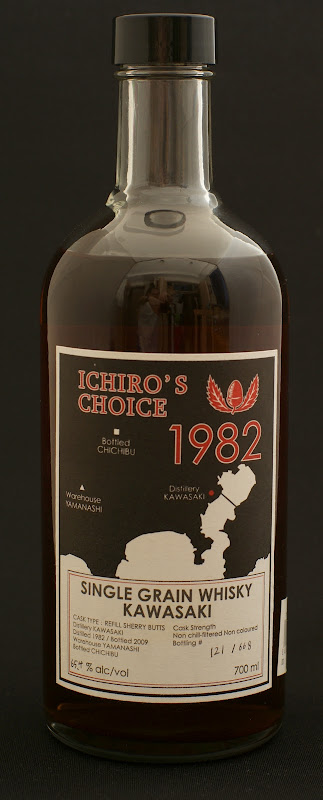 ICHIRO'S
CHOICE
1982
Bottled
CHICHIBU
Distillery
KAWASAKI
Warehouse
YAMANASHI
SINGLE GRAIN WHISKY
KAWASAKI
CASK TYPE : REFILL SHERRY BUTTS
Distillery KAWASAKI
Distilled 1982 / Bottled 2009
Warehouse YAMANASHI
Bottled CHICHIBU
Cask Strength
Non chill-filtered Non coloured
Bottling #
121 / 608
% alc/vol
700 ml